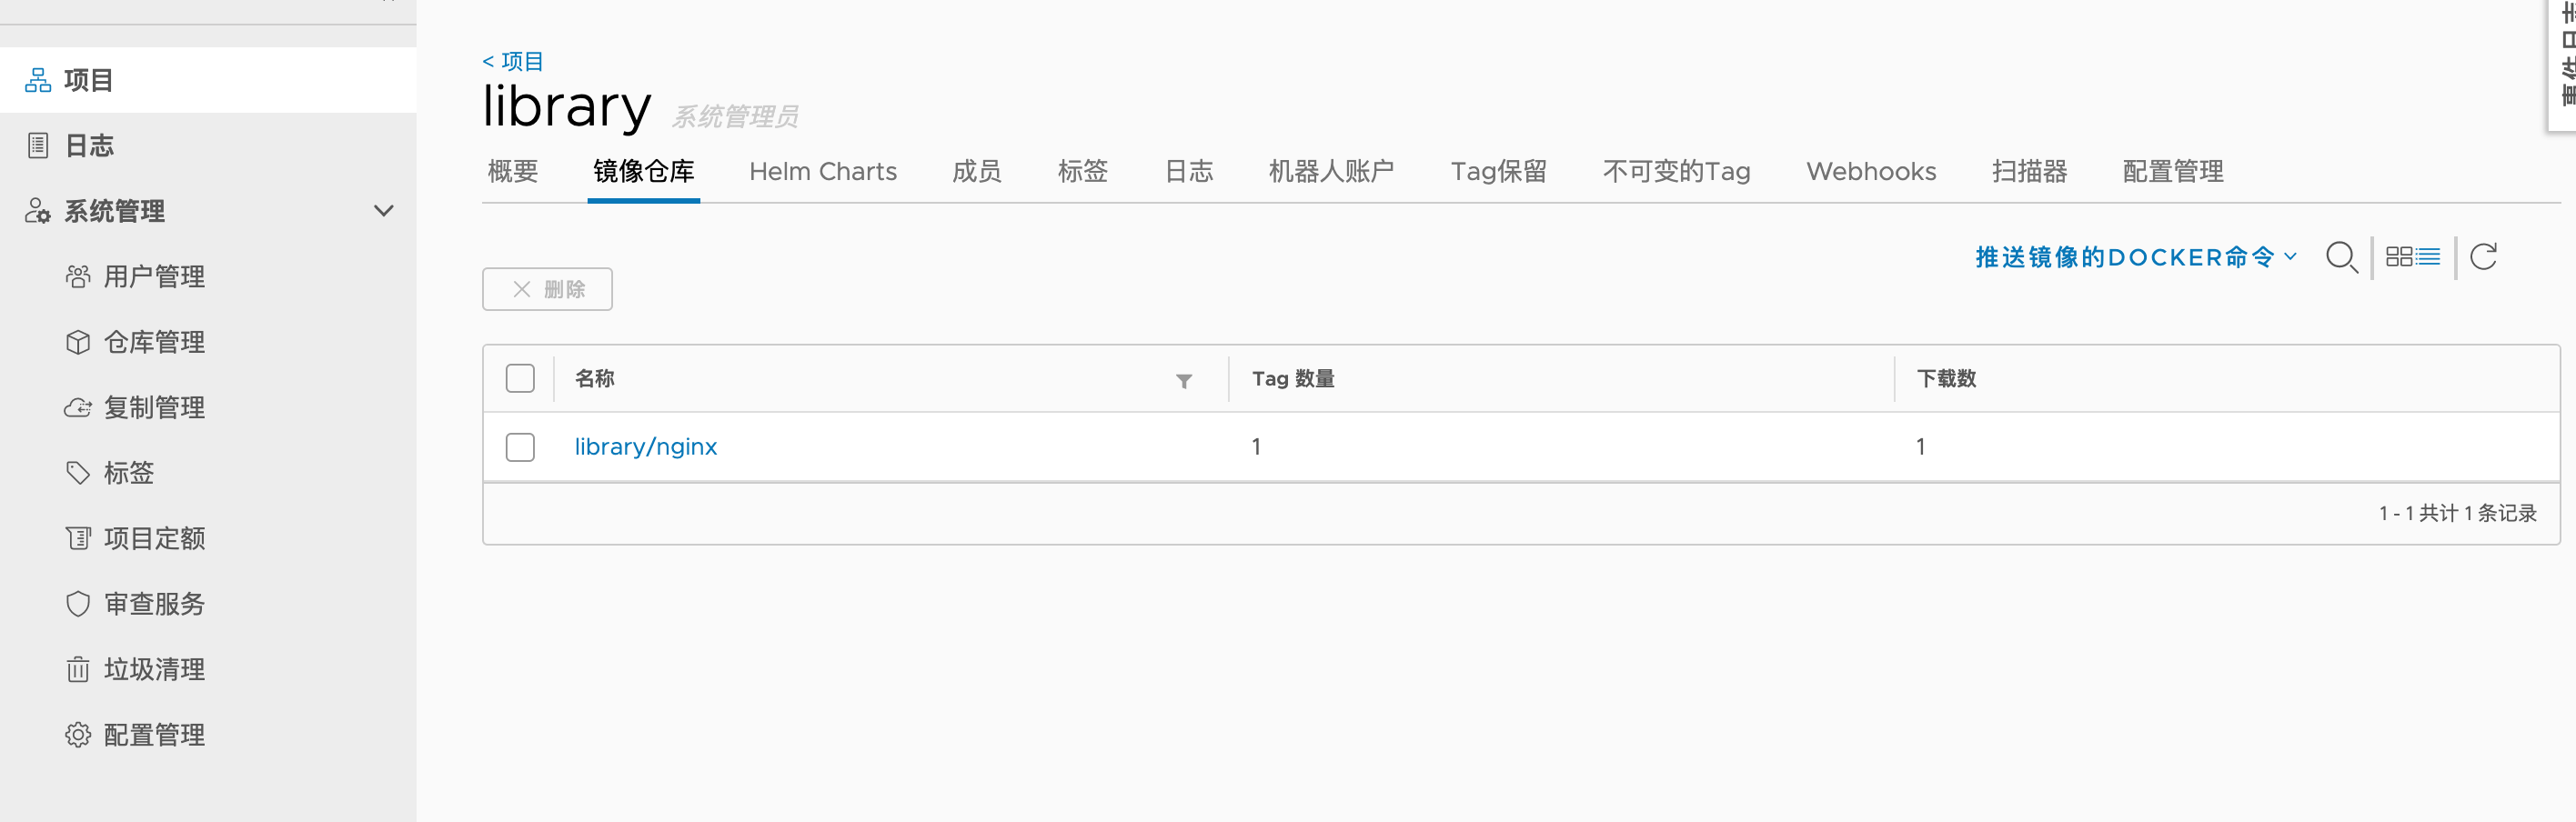 项目
日志
系统管理
用户管理
仓库管理
复制管理
标签
项目定额
审查服务
垃圾清理
配置管理
< 项目
library 系统管理员
概要 镜像仓库 Helm Charts 成员 标签 日志 机器人账户 Tag保留 不可变的Tag Webhooks 扫描器 配置管理
推送镜像的DOCKER命令
删除
名称 Tag 数量 下载数
library/nginx 1 1
1 - 1 共计 1 条记录